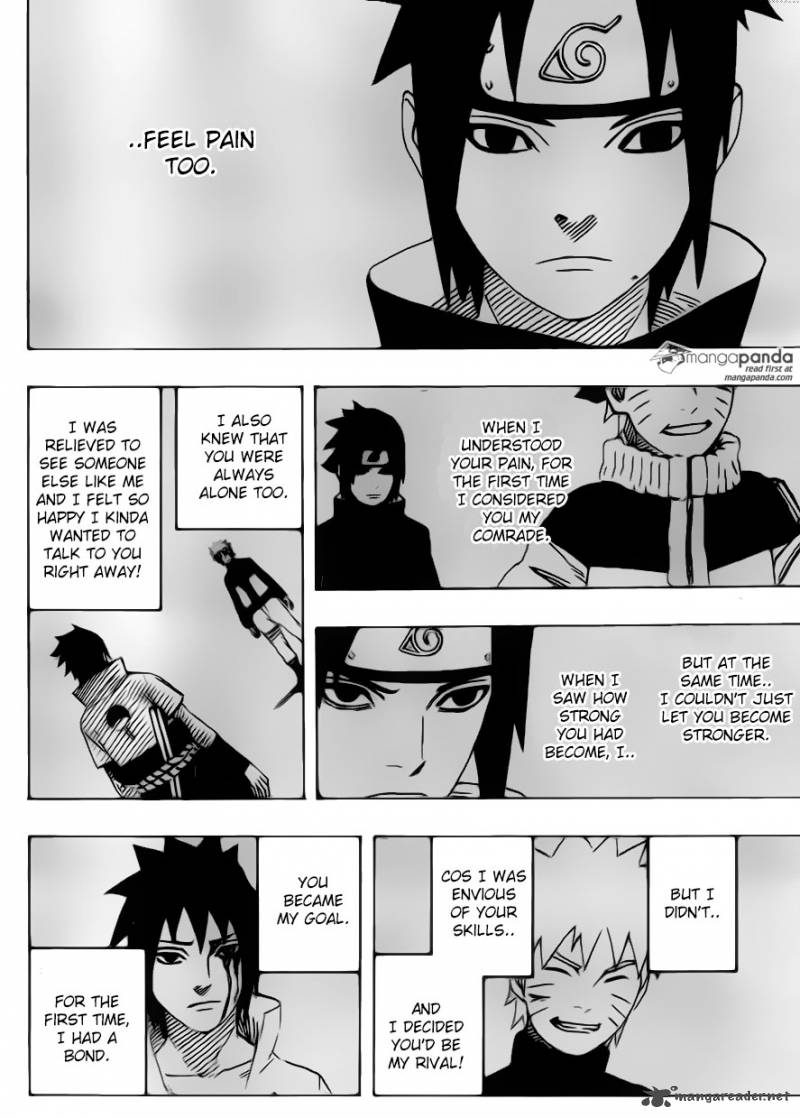 ..FEEL PAIN
TOO.
mangapanda
read first at
mangapanda.com
WHEN I
UNDERSTOOD
YOUR PAIN, FOR
THE FIRST TIME
I CONSIDERED
YOU MY
COMRADE.
I ALSO
KNEW THAT
YOU WERE
ALWAYS
ALONE TOO.
I WAS
RELIEVED TO
SEE SOMEONE
ELSE LIKE ME
AND I FELT SO
HAPPY I KINDA
WANTED TO
TALK TO YOU
RIGHT AWAY!
BUT AT THE
SAME TIME..
I COULDN'T JUST
LET YOU BECOME
STRONGER.
WHEN I
SAW HOW
STRONG
YOU HAD
BECOME, I..
BUT I
DIDN'T..
COS I WAS
ENVIOUS
OF YOUR
SKILLS..
AND
I DECIDED
YOU'D BE
MY RIVAL!
YOU
BECAME
MY GOAL.
FOR THE
FIRST TIME,
I HAD A
BOND.
mangareader.net